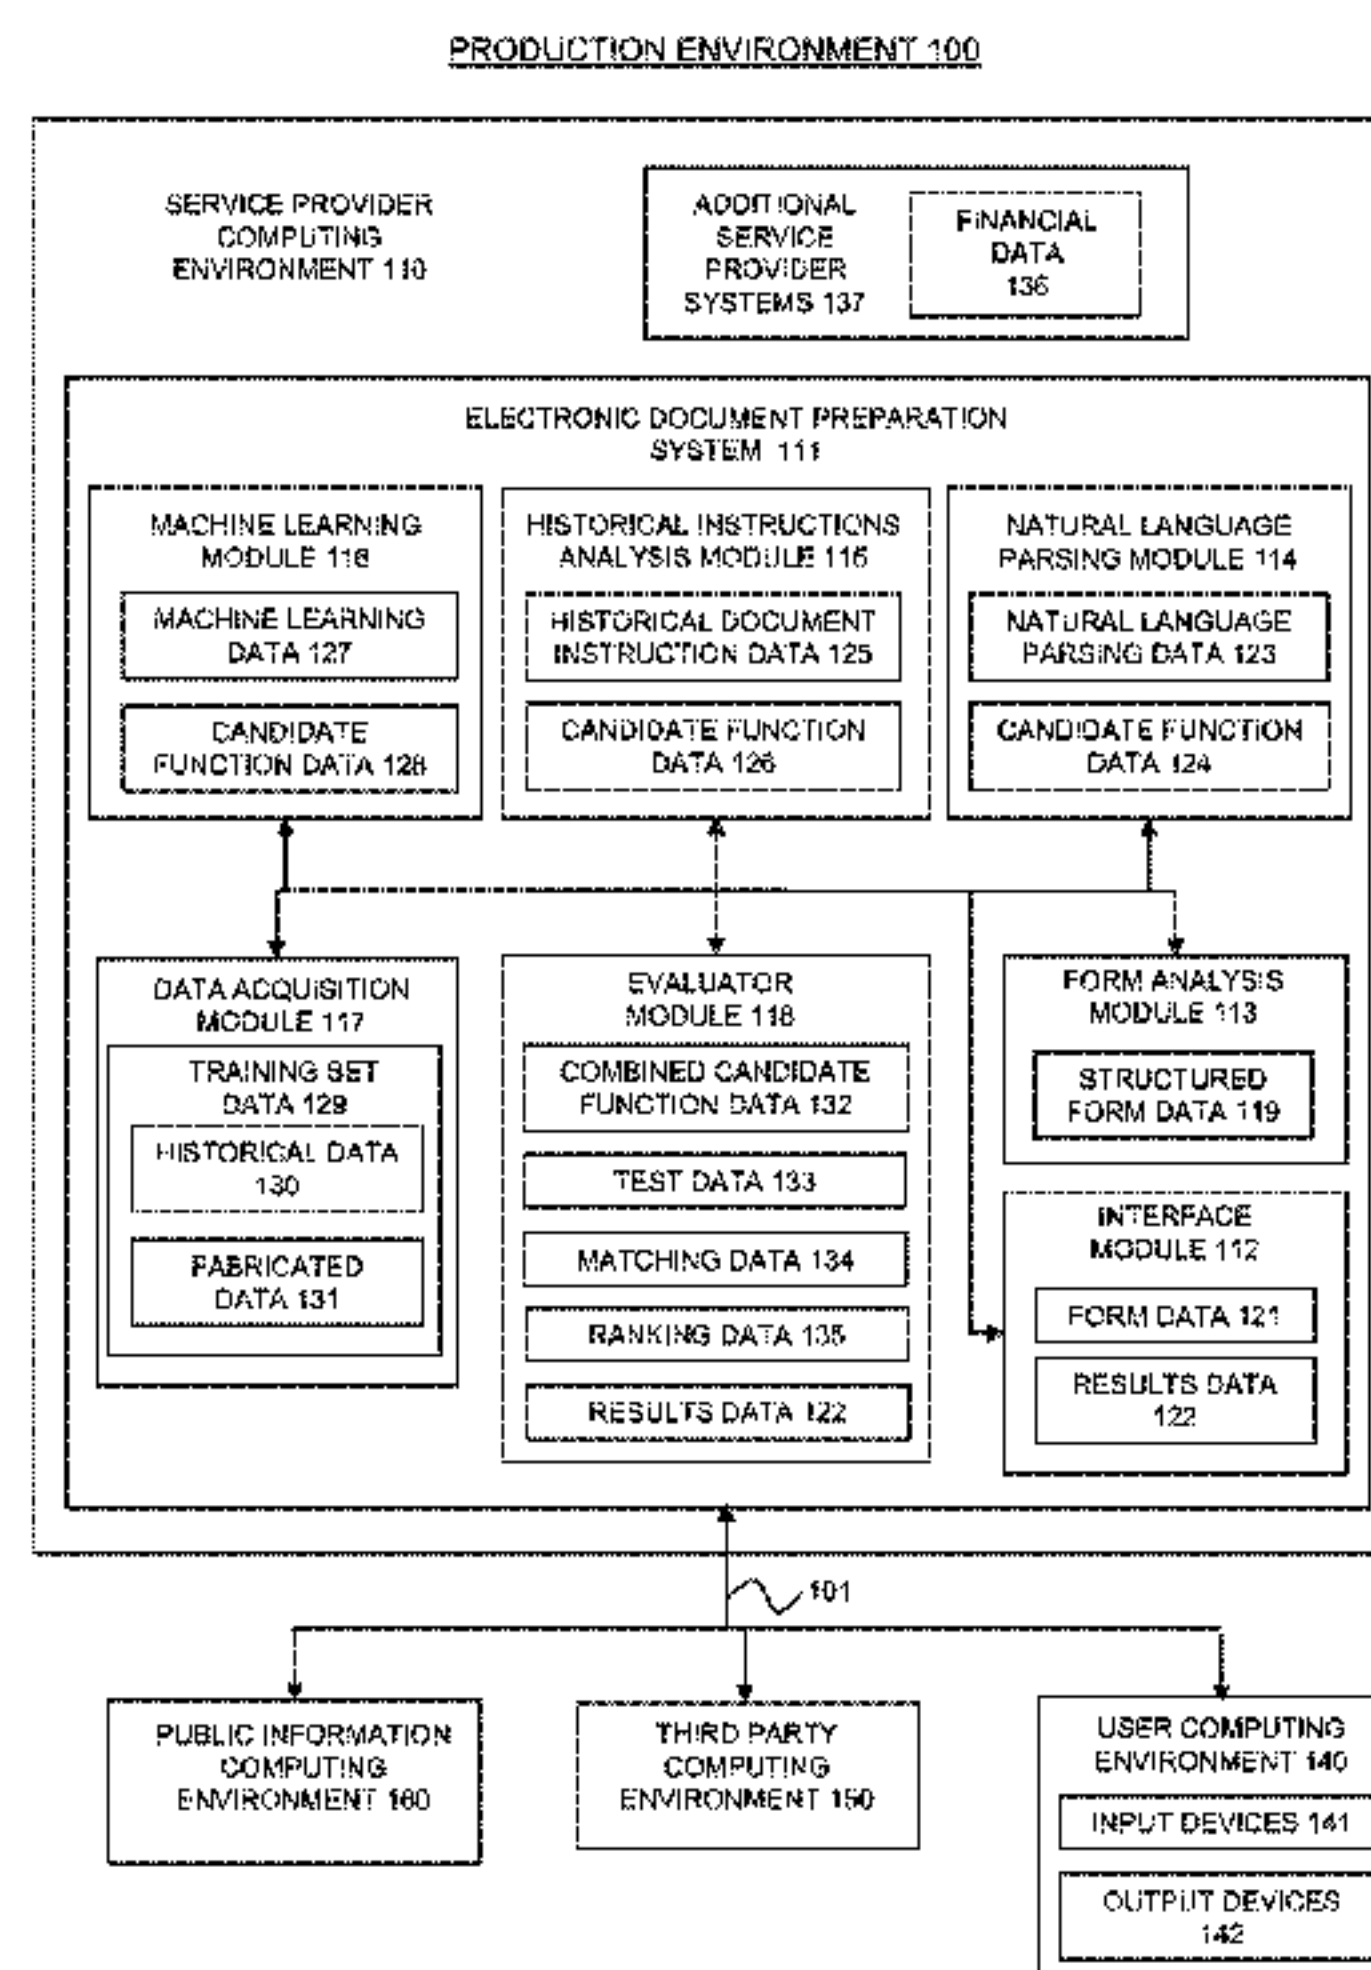 PRODUCTION ENVIRONMENT 100
SERVICE PROVIDER
COMPUTING
ENVIRONMENT 110
ADDITIONAL
SERVICE
PROVIDER
SYSTEMS 137
FINANCIAL
DATA
136
ELECTRONIC DOCUMENT PREPARATION
SYSTEM 111
MACHINE LEARNING
MODULE 116
MACHINE LEARNING
DATA 127
CANDIDATE
FUNCTION DATA 128
HISTORICAL INSTRUCTIONS
ANALYSIS MODULE 115
HISTORICAL DOCUMENT
INSTRUCTION DATA 125
CANDIDATE FUNCTION
DATA 126
NATURAL LANGUAGE
PARSING MODULE 114
NATURAL LANGUAGE
PARSING DATA 123
CANDIDATE FUNCTION
DATA 124
DATA ACQUISITION
MODULE 117
TRAINING SET
DATA 129
HISTORICAL DATA
130
FABRICATED
DATA 131
EVALUATOR
MODULE 118
COMBINED CANDIDATE
FUNCTION DATA 132
TEST DATA 133
MATCHING DATA 134
RANKING DATA 135
RESULTS DATA 122
FORM ANALYSIS
MODULE 113
STRUCTURED
FORM DATA 119
INTERFACE
MODULE 112
FORM DATA 121
RESULTS DATA
122
101
PUBLIC INFORMATION
COMPUTING
ENVIRONMENT 160
THIRD PARTY
COMPUTING
ENVIRONMENT 150
USER COMPUTING
ENVIRONMENT 140
INPUT DEVICES 141
OUTPUT DEVICES
142